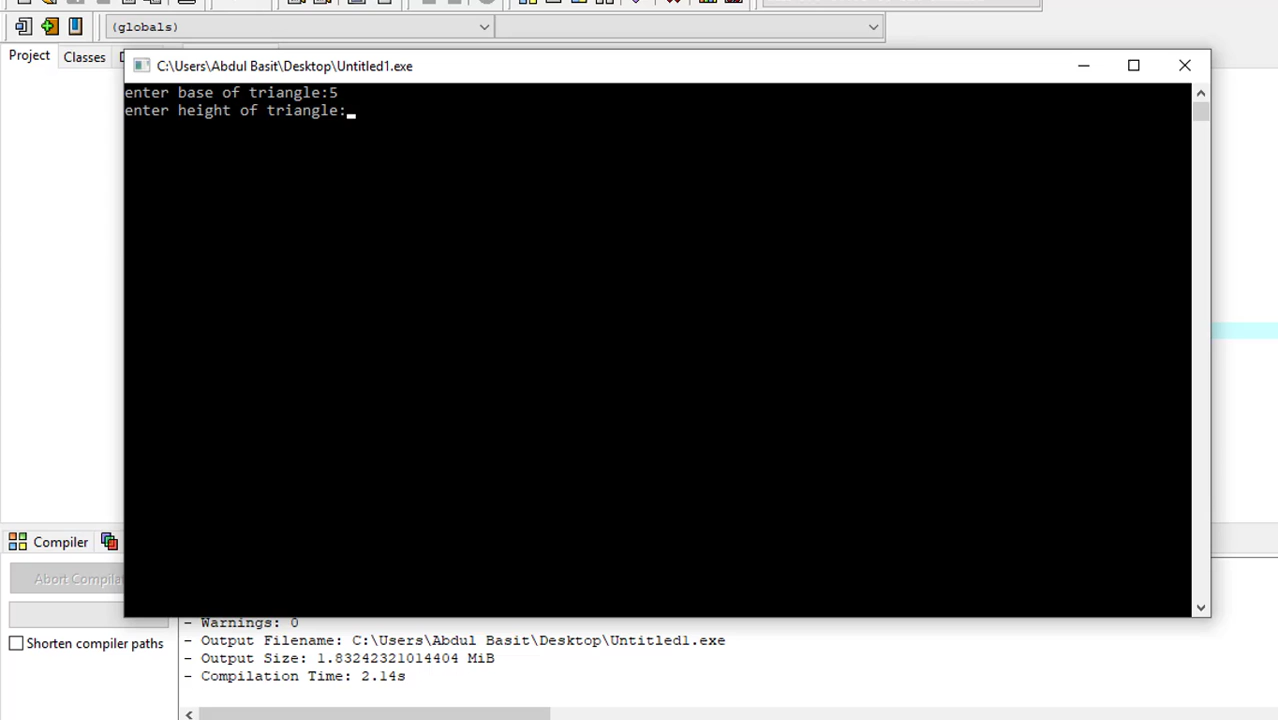 (globals)
Project Classes
C:\Users\Abdul Basit\Desktop\Untitled1.exe
enter base of triangle:5
enter height of triangle:
Compiler
Abort Compila
Shorten compiler paths
- Warnings: 0
- Output Filename: C:\Users\Abdul Basit\Desktop\Untitled1.exe
- Output Size: 1.83242321014404 MiB
- Compilation Time: 2.14s